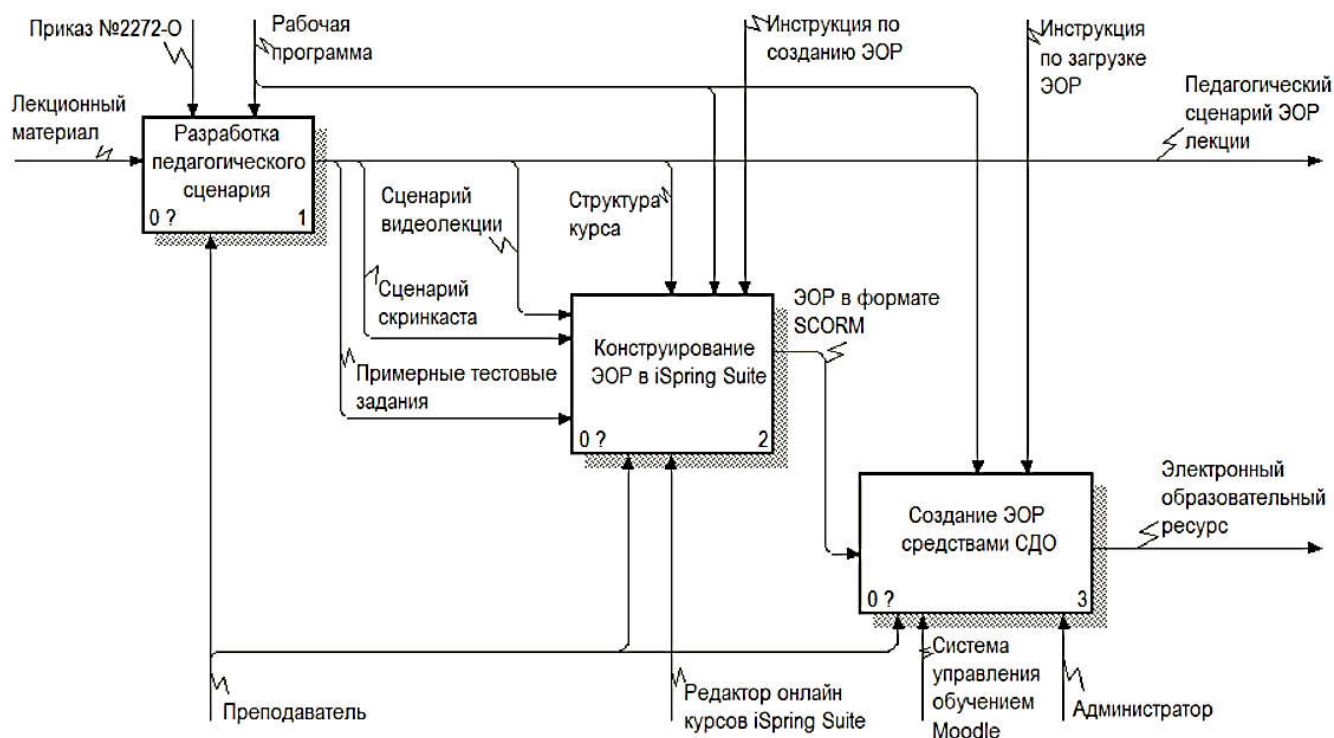 Приказ №2272-О
Рабочая
программа
Инструкция по
созданию ЭОР
Инструкция
по загрузке
ЭОР
Лекционный
материал
Педагогический
сценарий ЭОР
лекции
Разработка
педагогического
сценария
0 ?
1
Сценарий
видеолекции
Структура
курса
Сценарий
скринкаста
ЭОР в формате
SCORM
Конструирование
ЭОР в iSpring Suite
0 ?
2
Примерные тестовые
задания
Электронный
образовательный
ресурс
Создание ЭОР
средствами СДО
0 ?
3
Преподаватель
Редактор онлайн
курсов iSpring Suite
Система
управления
обучением
Moodle
Администратор